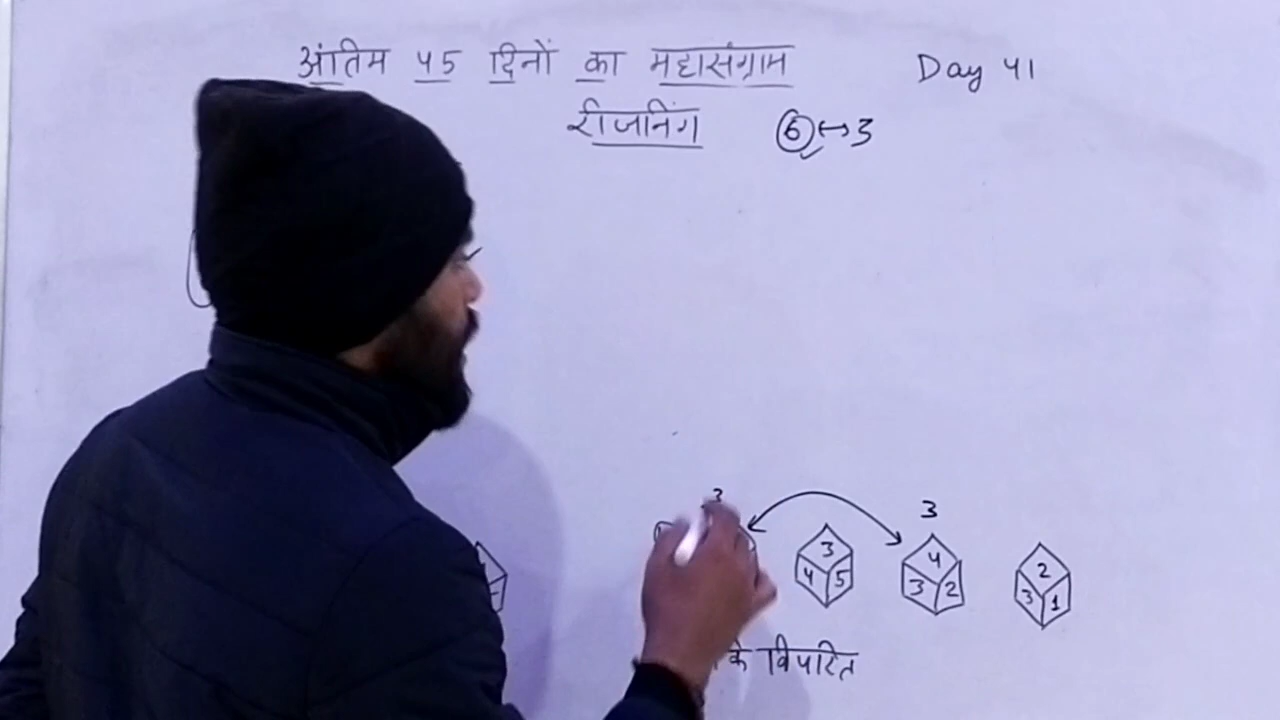 अंतिम 45 दिनों का महासंग्राम Day 41
रीजनिंग 6 ↔ 3
3 3
3 4 5
4 3 2
2 3 1
के विपरित